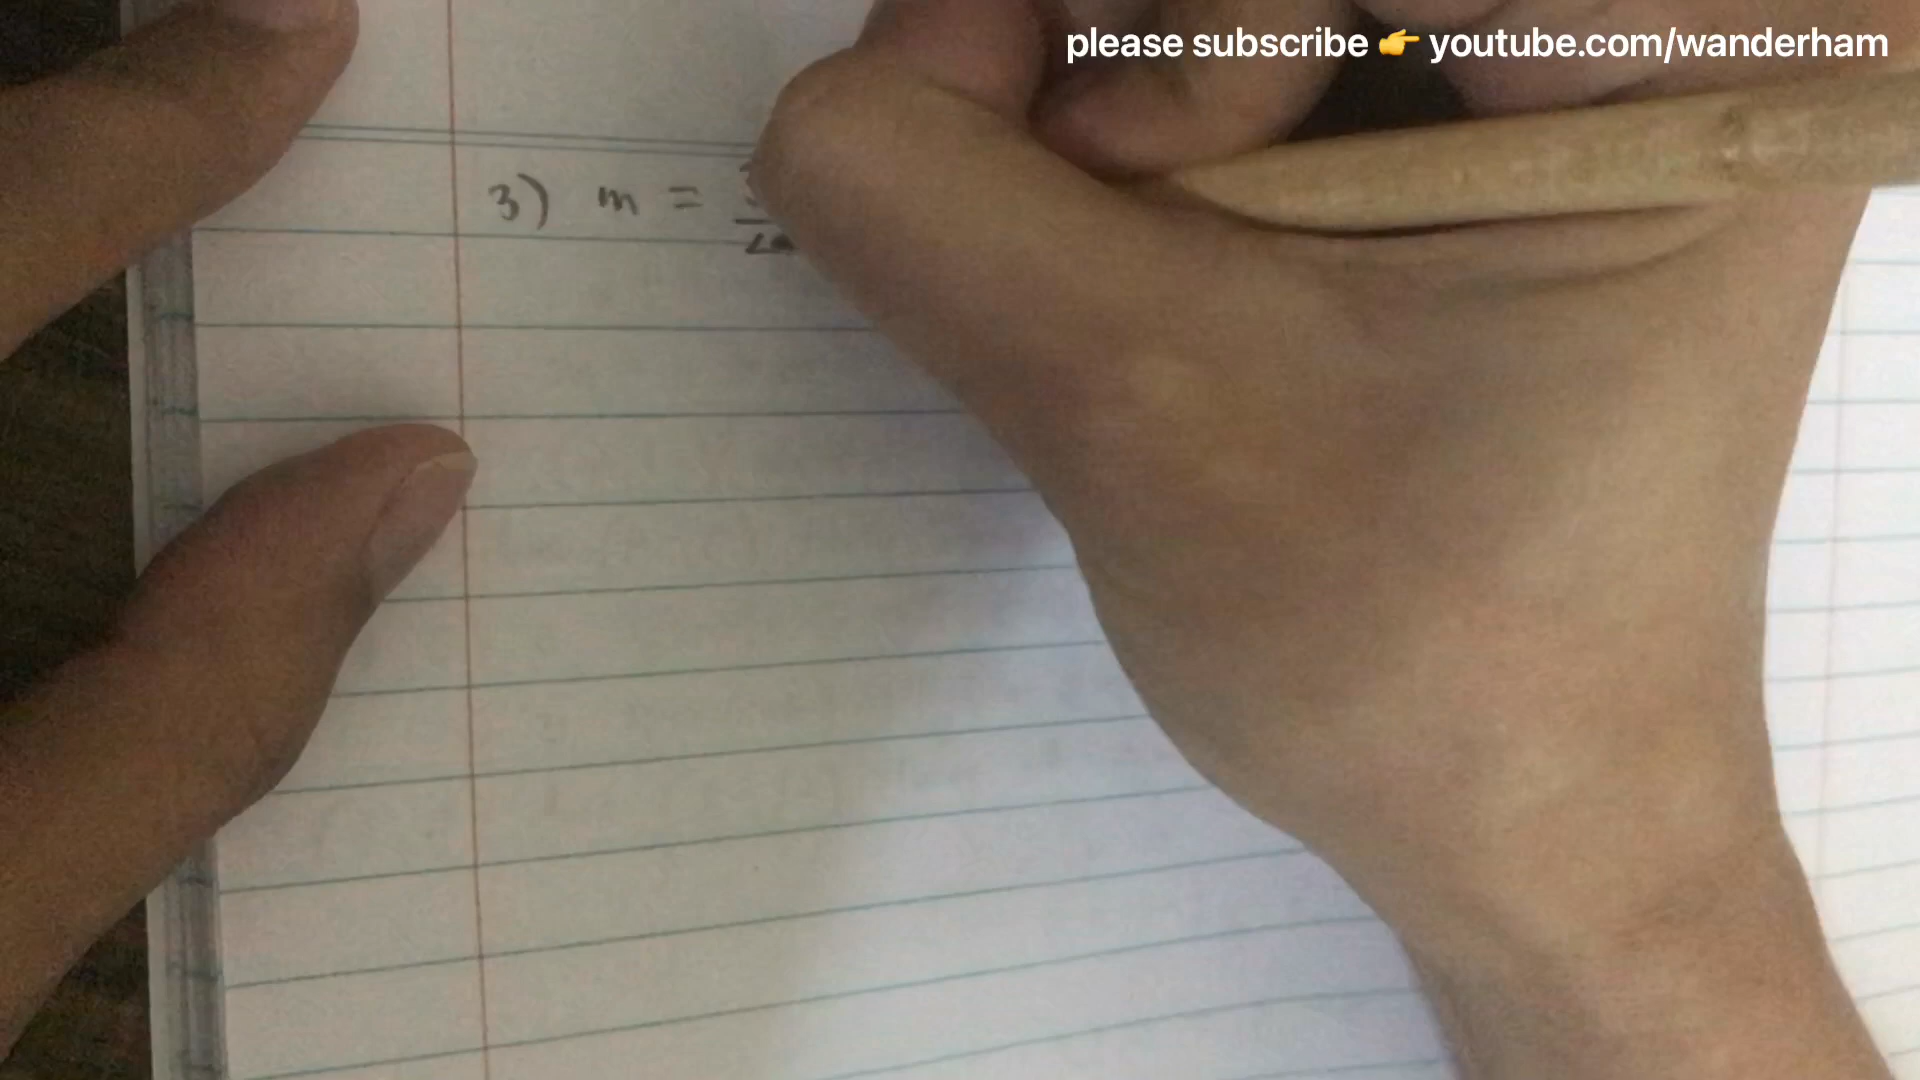 please subscribe 👉 youtube.com/wanderham
3) m =